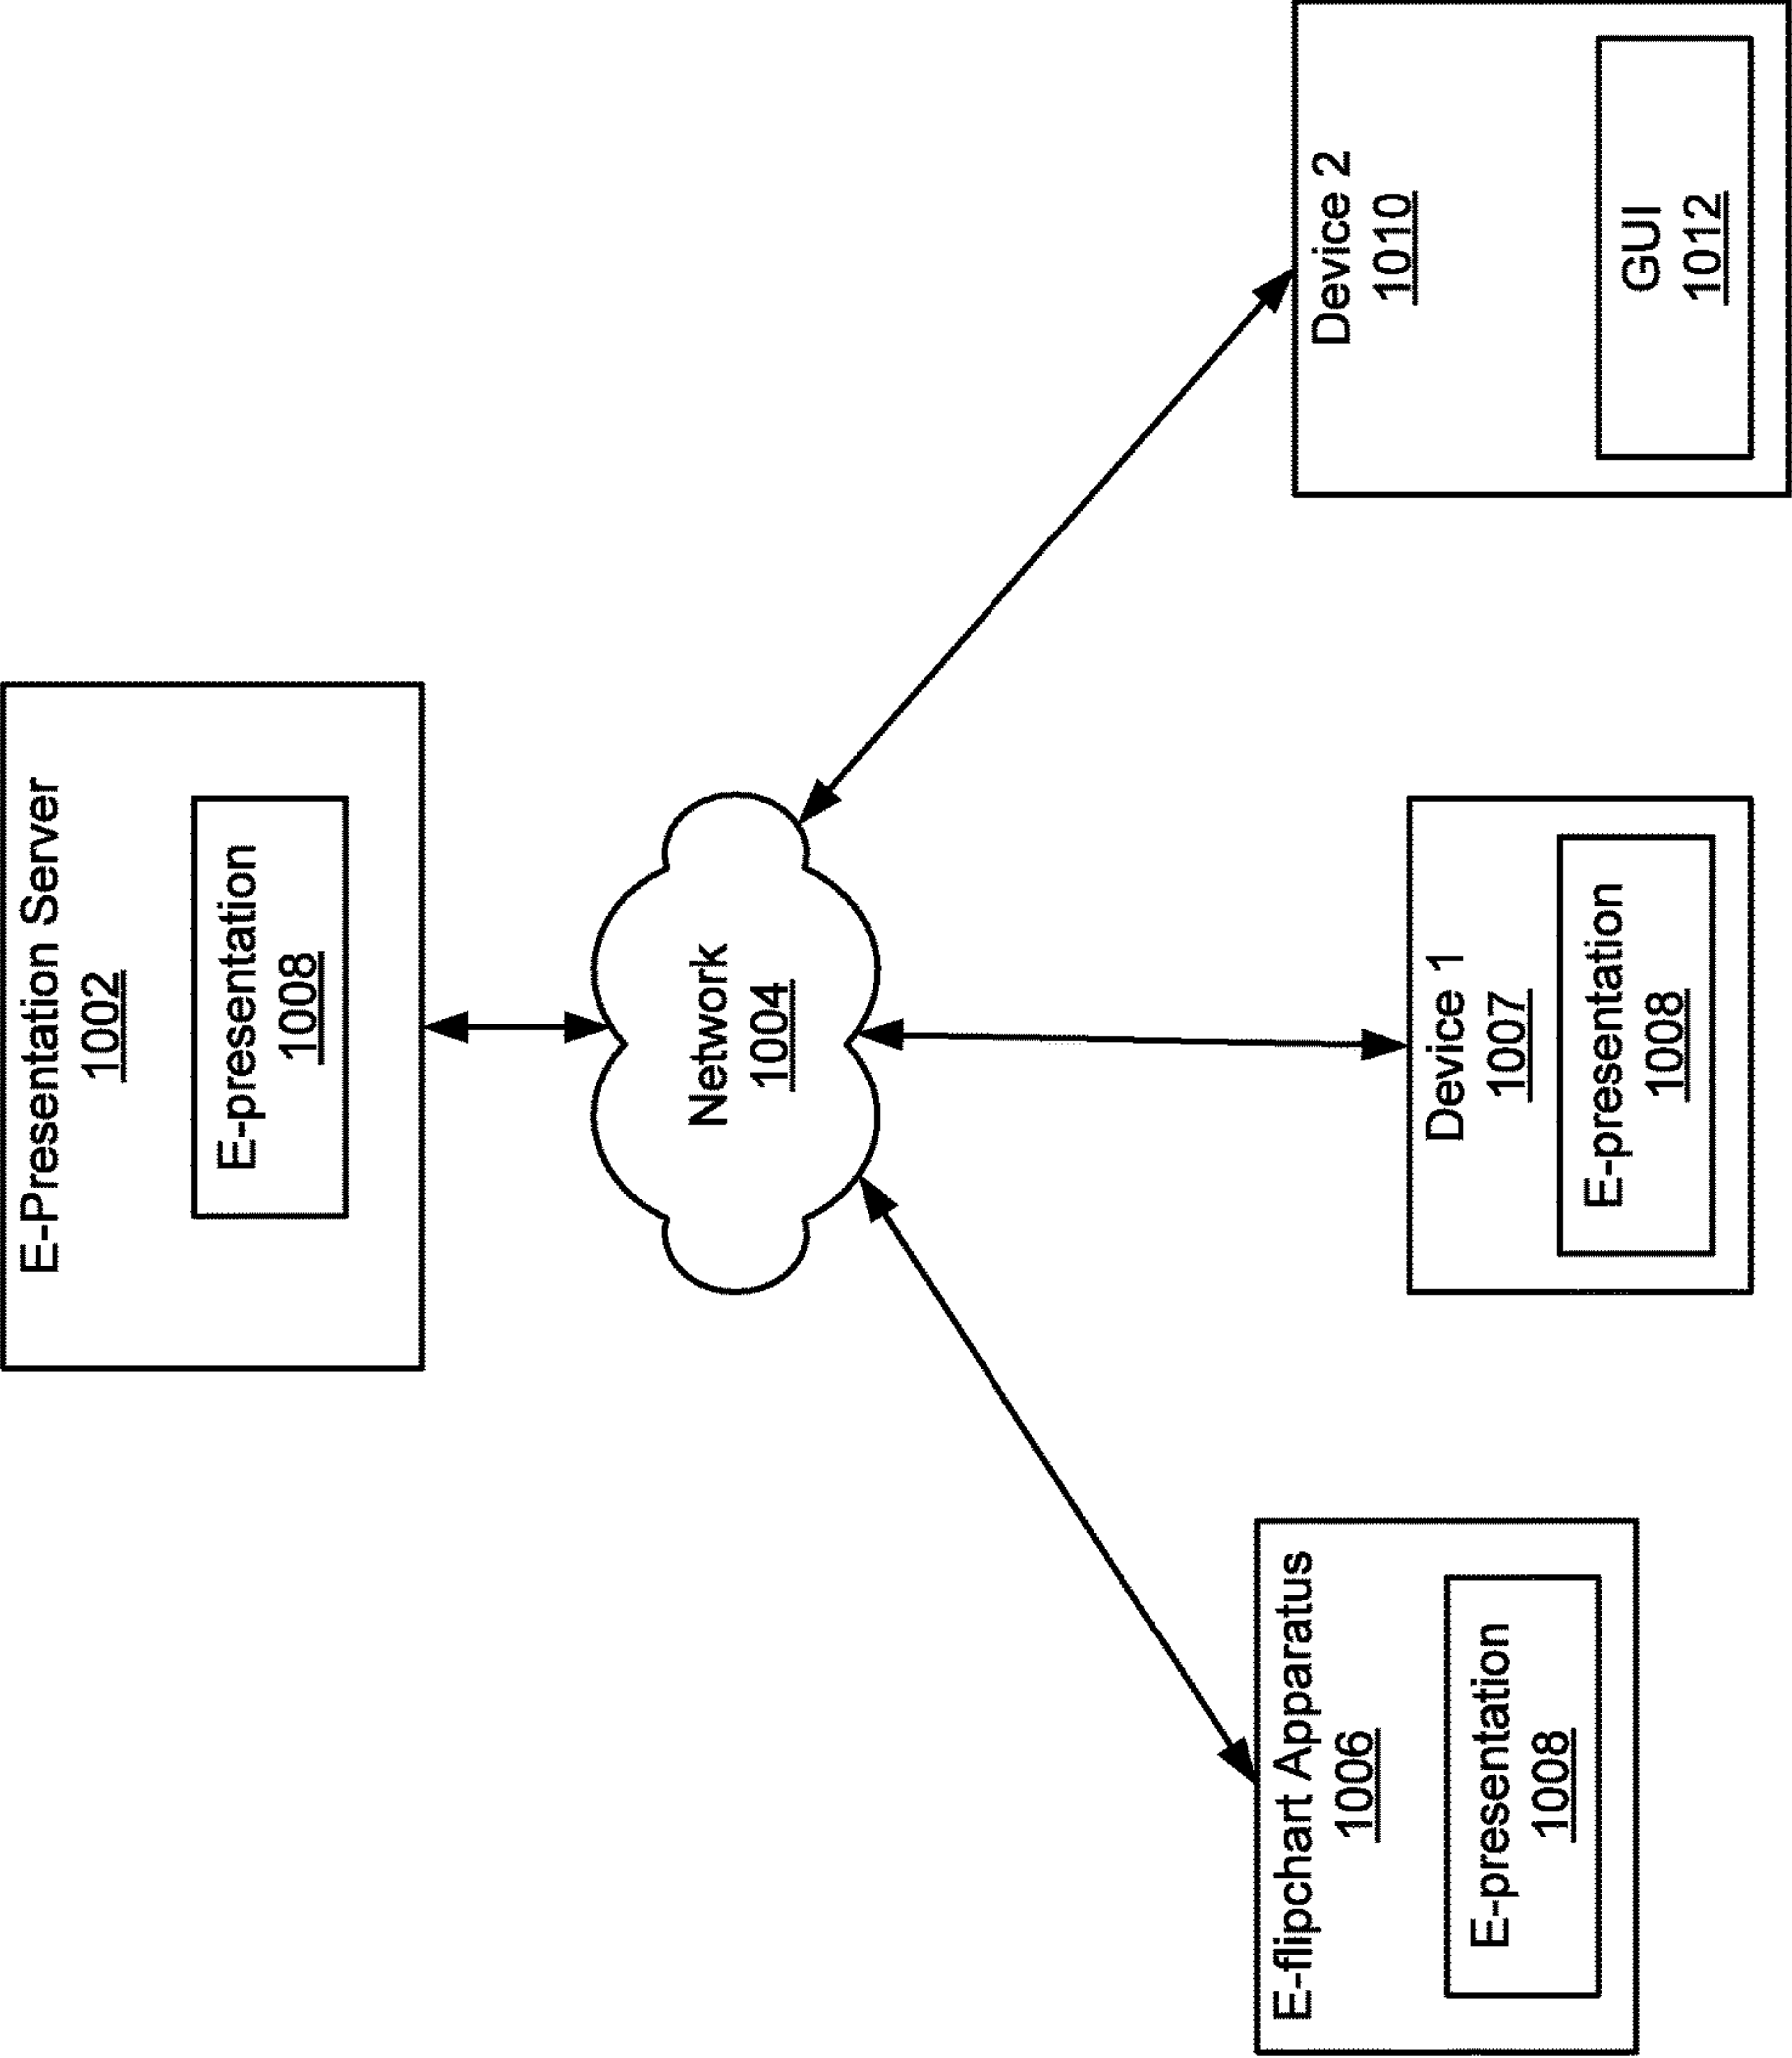 E-Presentation Server
1002
E-presentation
1008
Network
1004
E-flipchart Apparatus
1006
E-presentation
1008
Device 1
1007
E-presentation
1008
Device 2
1010
GUI
1012